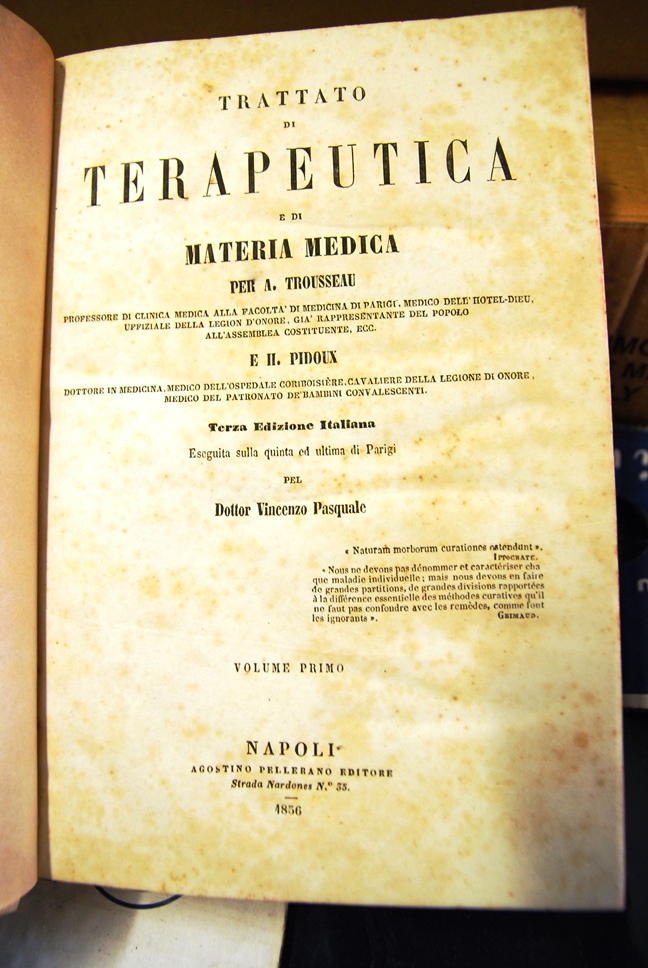 TRATTATO
DI
TERAPEUTICA
E DI
MATERIA MEDICA
PER A. TROUSSEAU
PROFESSORE DI CLINICA MEDICA ALLA FACOLTA' DI MEDICINA DI PARIGI, MEDICO DELL'HOTEL-DIEU,
UFFIZIALE DELLA LEGION D'ONORE, GIA' RAPPRESENTANTE DEL POPOLO
ALL'ASSEMBLEA COSTITUENTE, ECC.
E H. PIDOUX
DOTTORE IN MEDICINA, MEDICO DELL'OSPEDALE CORIBOISIÈRE, CAVALIERE DELLA LEGIONE DI ONORE,
MEDICO DEL PATRONATO DE'BAMBINI CONVALESCENTI.
Terza Edizione Italiana
Eseguita sulla quinta ed ultima di Parigi
PEL
Dottor Vincenzo Pasquale
« Naturam morborum curationes ostendunt ».
IPPOCRATE.
« Nous ne devons pas dénommer et caractériser cha
que maladie individuelle ; mais nous devons en faire
de grandes partitions, de grandes divisions rapportées
à la différence essentielle des méthodes curatives qu'il
ne faut pas confondre avec les remèdes, comme font
les ignorants ». GRIMAUD.
VOLUME PRIMO
NAPOLI
AGOSTINO PELLERANO EDITORE
Strada Nardones N.° 35.
1856